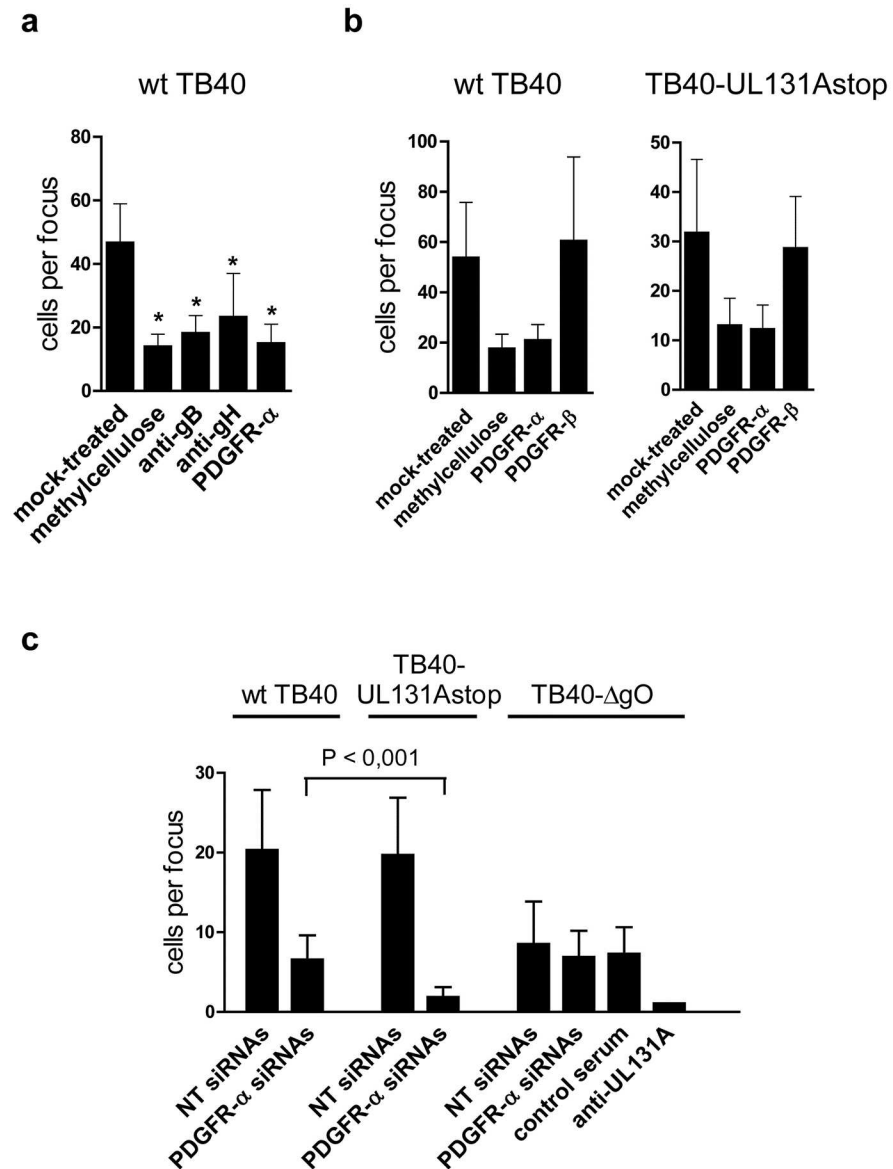 a
wt TB40
cells per focus
80
60
40
20
0
*
*
*
*
mock-treated
methylcellulose
anti-gB
anti-gH
PDGFR-α
b
wt TB40
cells per focus
100
80
60
40
20
0
mock-treated
methylcellulose
PDGFR-α
PDGFR-β
TB40-UL131Astop
50
40
30
20
10
0
mock-treated
methylcellulose
PDGFR-α
PDGFR-β
c
wt TB40
TB40-
UL131Astop
TB40-ΔgO
P < 0,001
cells per focus
30
20
10
0
NT siRNAs
PDGFR-α siRNAs
NT siRNAs
PDGFR-α siRNAs
NT siRNAs
PDGFR-α siRNAs
control serum
anti-UL131A